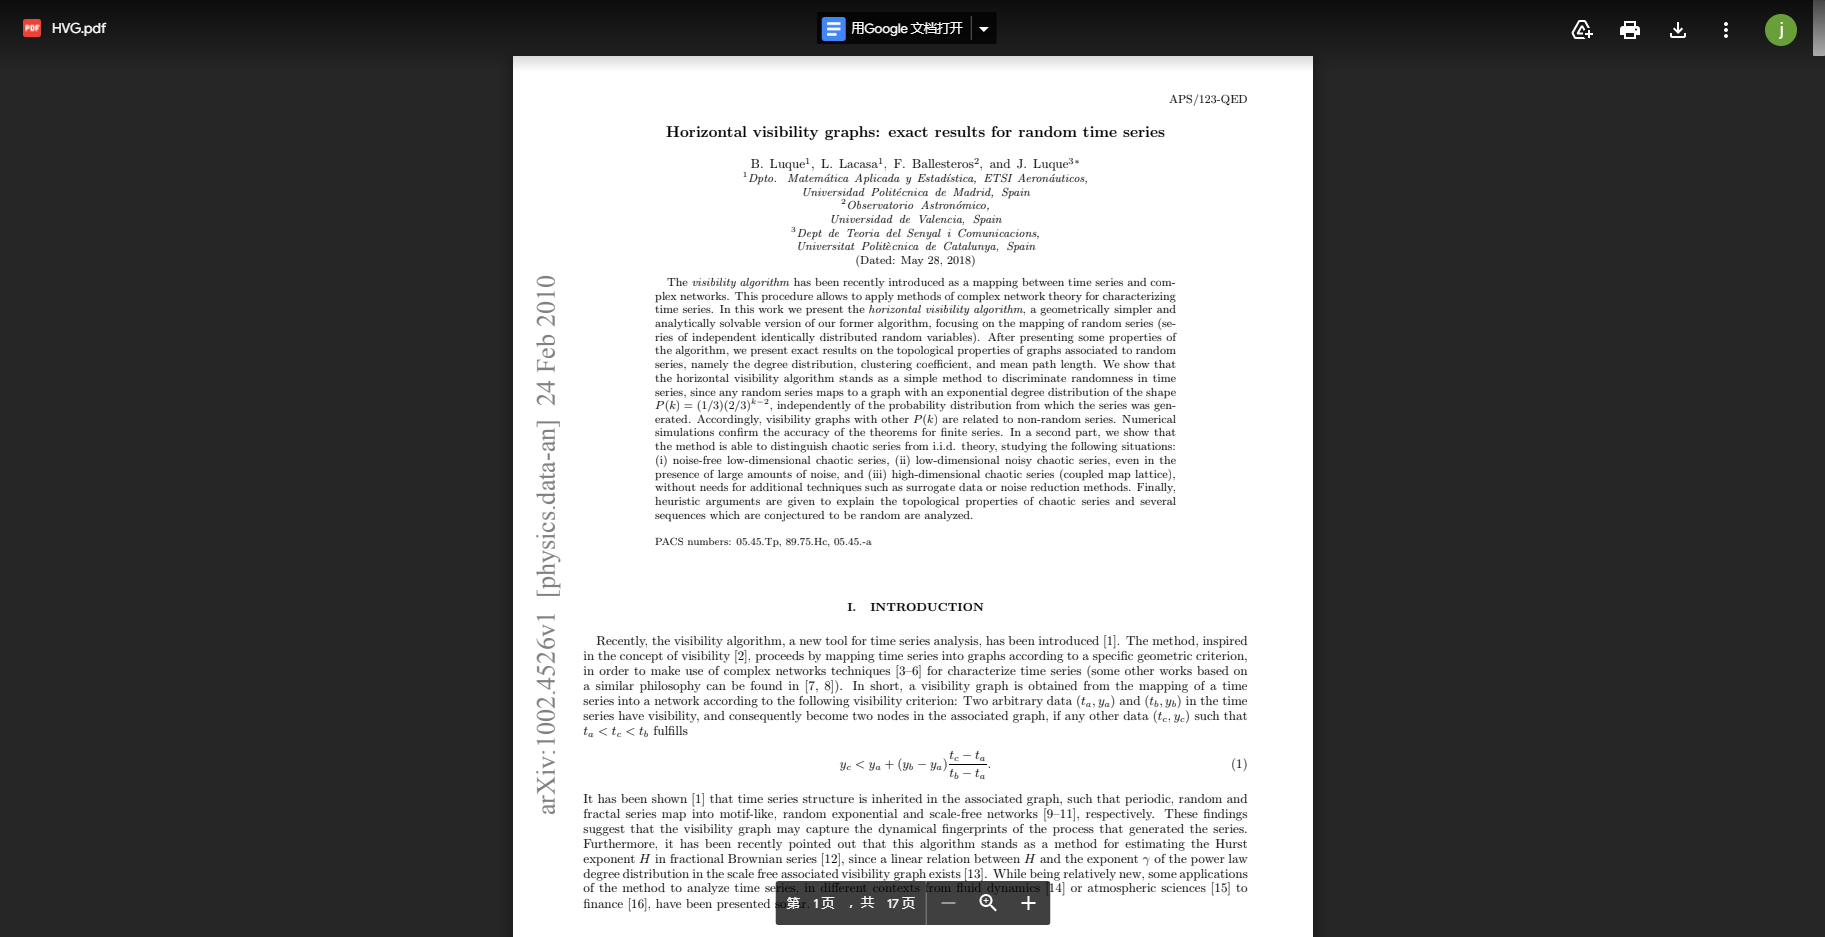 PDF HVG.pdf
用Google 文档打开
j
APS/123-QED
Horizontal visibility graphs: exact results for random time series
B. Luque¹, L. Lacasa¹, F. Ballesteros², and J. Luque³*
¹Dpto. Matemática Aplicada y Estadística, ETSI Aeronáuticos,
Universidad Politécnica de Madrid, Spain
²Observatorio Astronómico,
Universidad de Valencia, Spain
³Dept de Teoria del Senyal i Comunicacions,
Universitat Politècnica de Catalunya, Spain
(Dated: May 28, 2018)
The visibility algorithm has been recently introduced as a mapping between time series and com-
plex networks. This procedure allows to apply methods of complex network theory for characterizing
time series. In this work we present the horizontal visibility algorithm, a geometrically simpler and
analytically solvable version of our former algorithm, focusing on the mapping of random series (se-
ries of independent identically distributed random variables). After presenting some properties of
the algorithm, we present exact results on the topological properties of graphs associated to random
series, namely the degree distribution, clustering coefficient, and mean path length. We show that
the horizontal visibility algorithm stands as a simple method to discriminate randomness in time
series, since any random series maps to a graph with an exponential degree distribution of the shape
P(k) = (1/3)(2/3)^{k−2}, independently of the probability distribution from which the series was gen-
erated. Accordingly, visibility graphs with other P(k) are related to non-random series. Numerical
simulations confirm the accuracy of the theorems for finite series. In a second part, we show that
the method is able to distinguish chaotic series from i.i.d. theory, studying the following situations:
(i) noise-free low-dimensional chaotic series, (ii) low-dimensional noisy chaotic series, even in the
presence of large amounts of noise, and (iii) high-dimensional chaotic series (coupled map lattice),
without needs for additional techniques such as surrogate data or noise reduction methods. Finally,
heuristic arguments are given to explain the topological properties of chaotic series and several
sequences which are conjectured to be random are analyzed.
PACS numbers: 05.45.Tp, 89.75.Hc, 05.45.-a
arXiv:1002.4526v1 [physics.data-an] 24 Feb 2010
I. INTRODUCTION
Recently, the visibility algorithm, a new tool for time series analysis, has been introduced [1]. The method, inspired
in the concept of visibility [2], proceeds by mapping time series into graphs according to a specific geometric criterion,
in order to make use of complex networks techniques [3–6] for characterize time series (some other works based on
a similar philosophy can be found in [7, 8]). In short, a visibility graph is obtained from the mapping of a time
series into a network according to the following visibility criterion: Two arbitrary data (t_a, y_a) and (t_b, y_b) in the time
series have visibility, and consequently become two nodes in the associated graph, if any other data (t_c, y_c) such that
t_a < t_c < t_b fulfills
y_c < y_a + (y_b − y_a) (t_c − t_a)/(t_b − t_a). (1)
It has been shown [1] that time series structure is inherited in the associated graph, such that periodic, random and
fractal series map into motif-like, random exponential and scale-free networks [9–11], respectively. These findings
suggest that the visibility graph may capture the dynamical fingerprints of the process that generated the series.
Furthermore, it has been recently pointed out that this algorithm stands as a method for estimating the Hurst
exponent H in fractional Brownian series [12], since a linear relation between H and the exponent γ of the power law
degree distribution in the scale free associated visibility graph exists [13]. While being relatively new, some applications
of the method to analyze time series, in different contexts from fluid dynamics [14] or atmospheric sciences [15] to
finance [16], have been presented
第 1页 , 共 17页